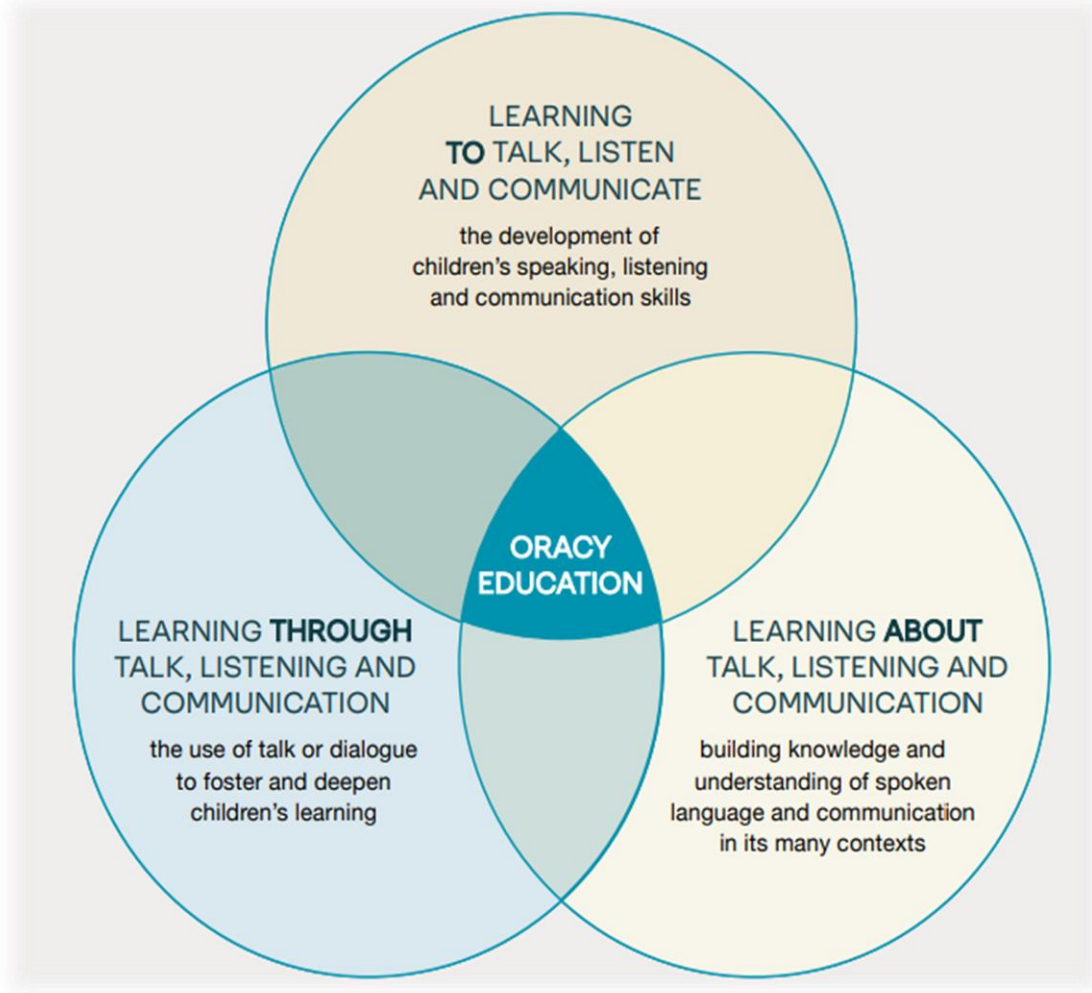 LEARNING
TO TALK, LISTEN
AND COMMUNICATE
the development of
children's speaking, listening
and communication skills
ORACY
EDUCATION
LEARNING THROUGH
TALK, LISTENING AND
COMMUNICATION
the use of talk or dialogue
to foster and deepen
children's learning
LEARNING ABOUT
TALK, LISTENING AND
COMMUNICATION
building knowledge and
understanding of spoken
language and communication
in its many contexts